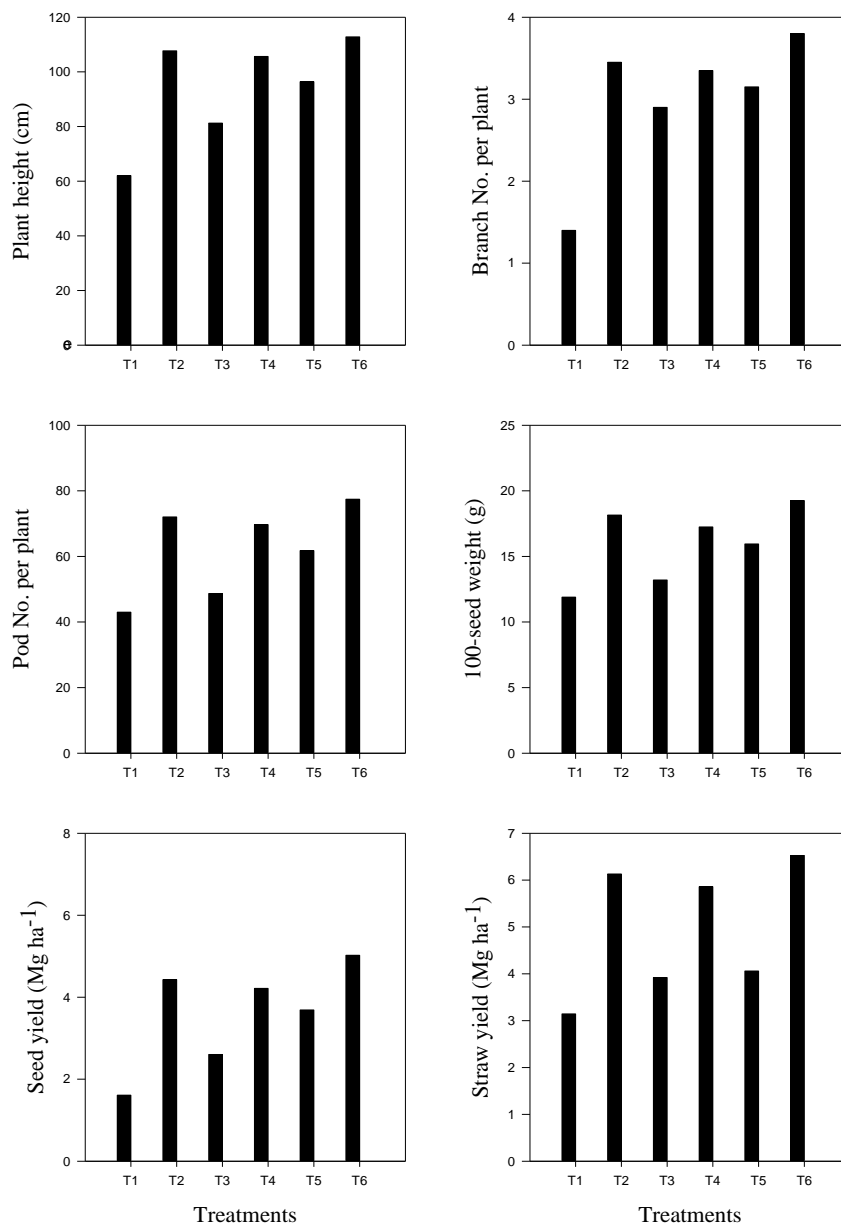 Plant height (cm)
120
100
80
60
40
20
0
e
T1 T2 T3 T4 T5 T6
Branch No. per plant
4
3
2
1
0
T1 T2 T3 T4 T5 T6
Pod No. per plant
100
80
60
40
20
0
T1 T2 T3 T4 T5 T6
100-seed weight (g)
25
20
15
10
5
0
T1 T2 T3 T4 T5 T6
Seed yield (Mg ha⁻¹)
8
6
4
2
0
T1 T2 T3 T4 T5 T6
Treatments
Straw yield (Mg ha⁻¹)
7
6
5
4
3
2
1
0
T1 T2 T3 T4 T5 T6
Treatments